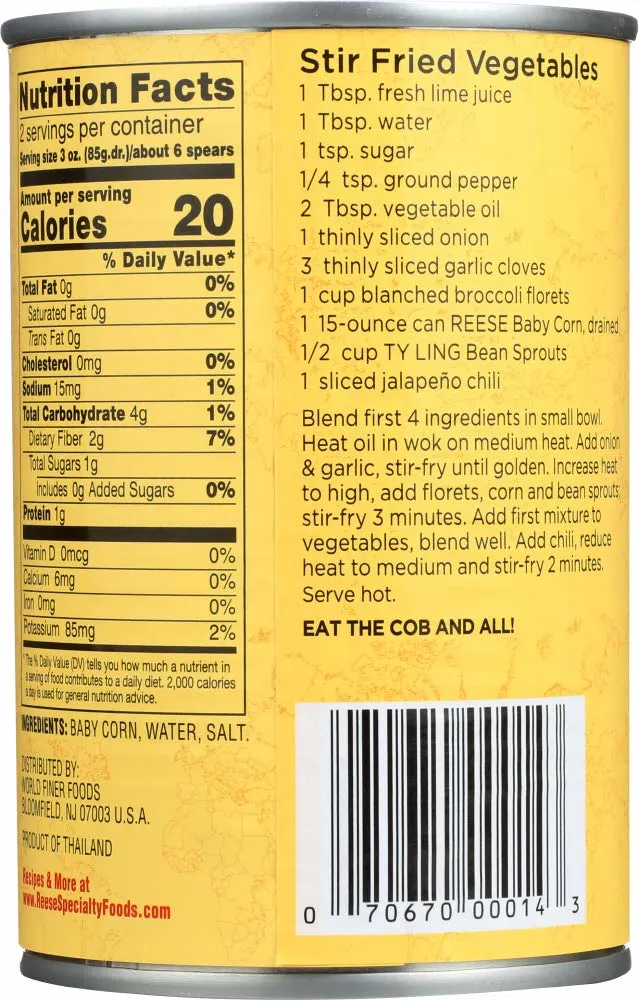 Nutrition Facts
2 servings per container
Serving size 3 oz. (85g.dr.)/about 6 spears
Amount per serving
Calories 20
% Daily Value*
Total Fat 0g 0%
Saturated Fat 0g 0%
Trans Fat 0g
Cholesterol 0mg 0%
Sodium 15mg 1%
Total Carbohydrate 4g 1%
Dietary Fiber 2g 7%
Total Sugars 1g
Includes 0g Added Sugars 0%
Protein 1g
Vitamin D 0mcg 0%
Calcium 6mg 0%
Iron 0mg 0%
Potassium 85mg 2%
*The % Daily Value (DV) tells you how much a nutrient in
a serving of food contributes to a daily diet. 2,000 calories
a day is used for general nutrition advice.
INGREDIENTS: BABY CORN, WATER, SALT.
DISTRIBUTED BY:
WORLD FINER FOODS
BLOOMFIELD, NJ 07003 U.S.A.
PRODUCT OF THAILAND
Recipes & More at
www.ReeseSpecialtyFoods.com
Stir Fried Vegetables
1 Tbsp. fresh lime juice
1 Tbsp. water
1 tsp. sugar
1/4 tsp. ground pepper
2 Tbsp. vegetable oil
1 thinly sliced onion
3 thinly sliced garlic cloves
1 cup blanched broccoli florets
1 15-ounce can REESE Baby Corn, drained
1/2 cup TY LING Bean Sprouts
1 sliced jalapeño chili
Blend first 4 ingredients in small bowl.
Heat oil in wok on medium heat. Add onion
& garlic, stir-fry until golden. Increase heat
to high, add florets, corn and bean sprouts;
stir-fry 3 minutes. Add first mixture to
vegetables, blend well. Add chili, reduce
heat to medium and stir-fry 2 minutes.
Serve hot.
EAT THE COB AND ALL!
0 70670 00014 3